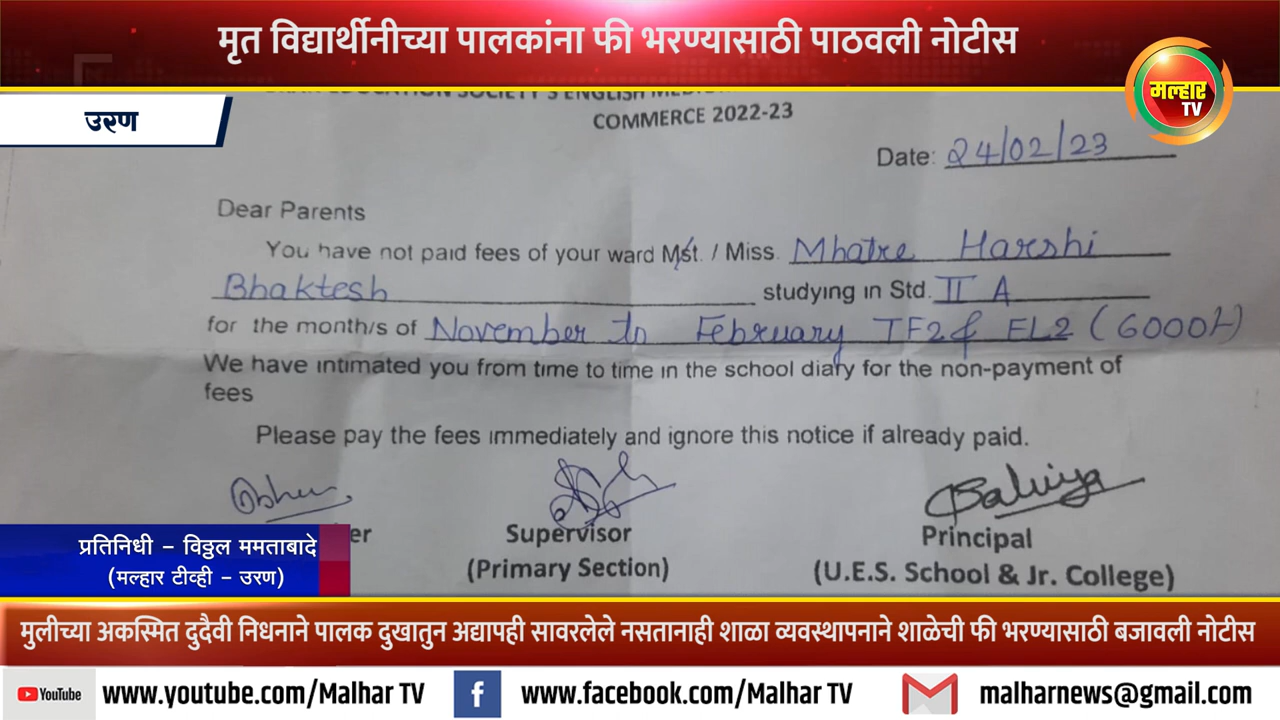 मृत विद्यार्थीनीच्या पालकांना फी भरण्यासाठी पाठवली नोटीस
मल्हार
TV
उरण
EDUCATION SOCIETY'S ENGLISH
COMMERCE 2022-23
Date: 24/02/23
Dear Parents
You have not paid fees of your ward Mst. / Miss. Mhatre Harshi
Bhaktesh studying in Std. II A
for the month/s of November to February TF2 & EL2 (6000/-)
We have intimated you from time to time in the school diary for the non-payment of
fees
Please pay the fees immediately and ignore this notice if already paid.
Supervisor
(Primary Section)
Principal
(U.E.S. School & Jr. College)
प्रतिनिधी - विठ्ठल ममताबादे
(मल्हार टीव्ही - उरण)
मुलीच्या अकस्मित दुदैवी निधनाने पालक दुखातुन अद्यापही सावरलेले नसतानाही शाळा व्यवस्थापनाने शाळेची फी भरण्यासाठी बजावली नोटीस
YouTube www.youtube.com/Malhar TV
f www.facebook.com/Malhar TV
malharnews@gmail.com